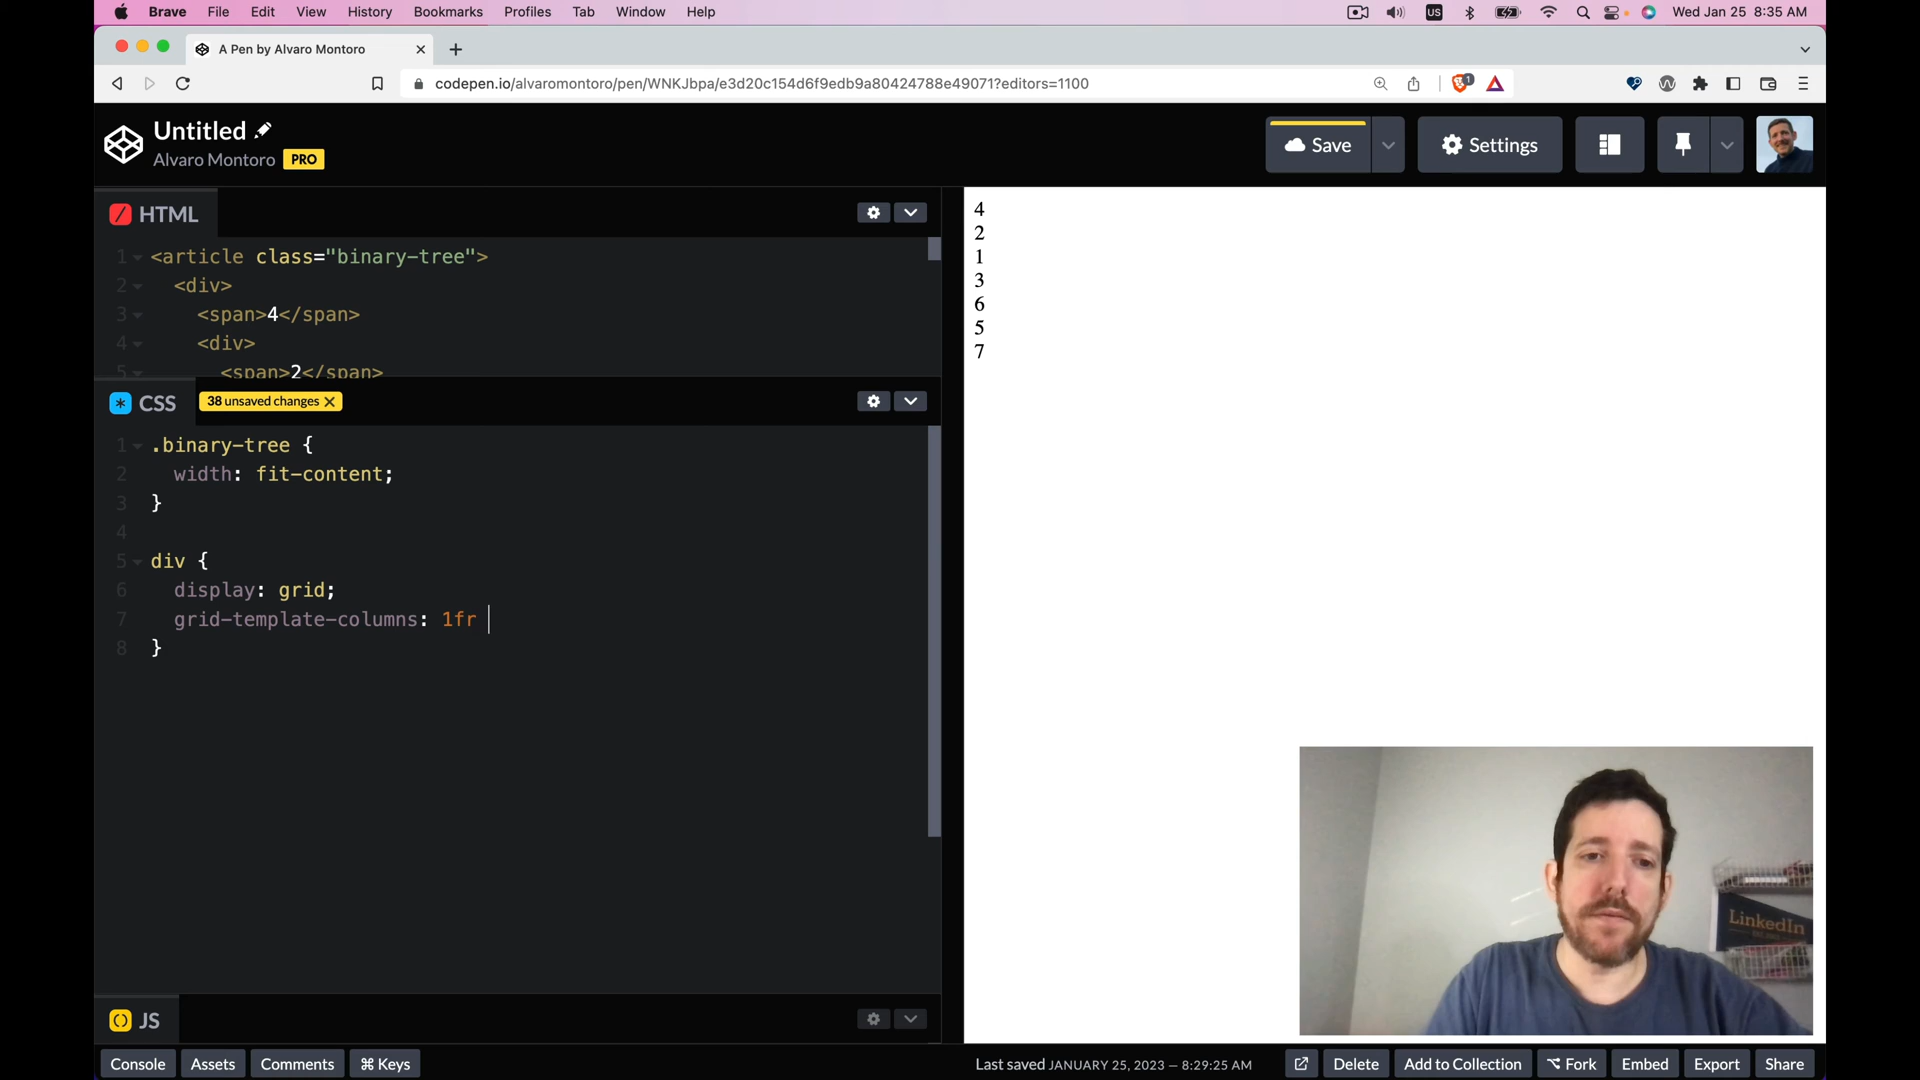 Brave File Edit View History Bookmarks Profiles Tab Window Help US Wed Jan 25 8:35 AM
A Pen by Alvaro Montoro
codepen.io/alvaromontoro/pen/WNKJbpa/e3d20c154d6f9edb9a80424788e49071?editors=1100 1
Untitled
Alvaro Montoro PRO
Save Settings
HTML
1 <article class="binary-tree">
2 <div>
3 <span>4</span>
4 <div>
5 <span>2</span>
CSS 38 unsaved changes
1 .binary-tree {
2 width: fit-content;
3 }
4
5 div {
6 display: grid;
7 grid-template-columns: 1fr
8 }
JS
4
2
1
3
6
5
7
LinkedIn
Console Assets Comments ⌘ Keys Last saved JANUARY 25, 2023 — 8:29:25 AM Delete Add to Collection Fork Embed Export Share